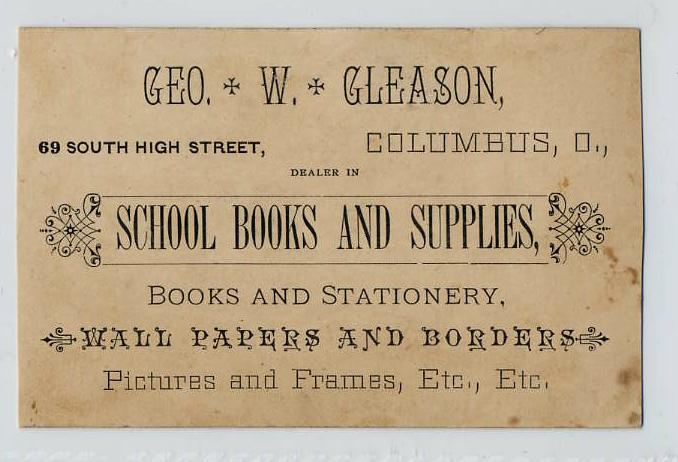 GEO. ✢ W. ✢ GLEASON,
69 SOUTH HIGH STREET, COLUMBUS, O.,
DEALER IN
SCHOOL BOOKS AND SUPPLIES,
BOOKS AND STATIONERY,
WALL PAPERS AND BORDERS
Pictures and Frames, Etc., Etc.